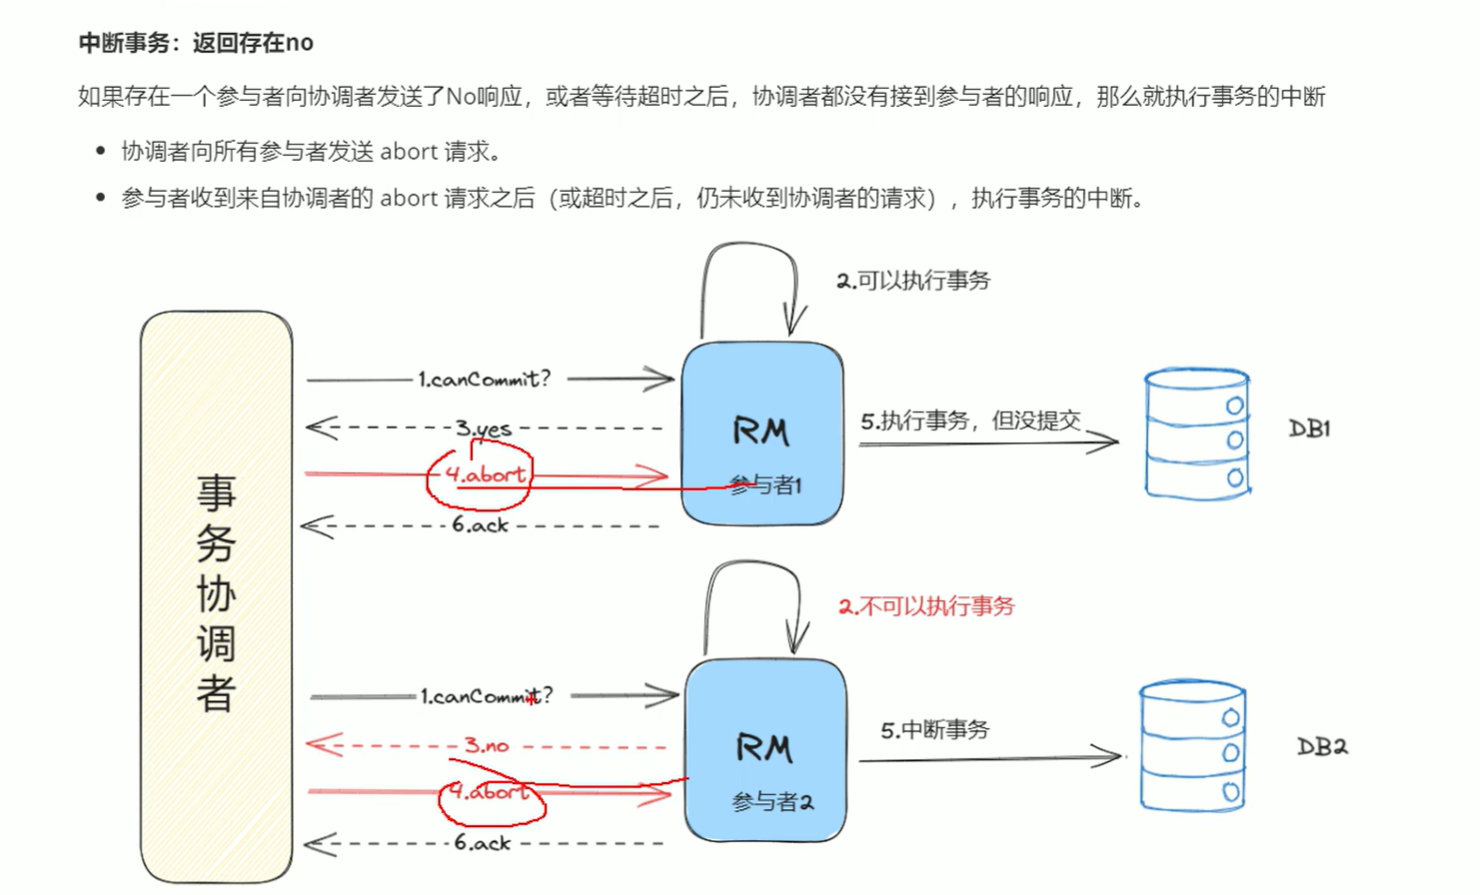 中断事务：返回存在no
如果存在一个参与者向协调者发送了No响应，或者等待超时之后，协调者都没有接到参与者的响应，那么就执行事务的中断
• 协调者向所有参与者发送 abort 请求。
• 参与者收到来自协调者的 abort 请求之后（或超时之后，仍未收到协调者的请求），执行事务的中断。
2.可以执行事务
1.canCommit?
3.yes
4.abort
6.ack
RM
参与者1
5.执行事务，但没提交
DB1
事务协调者
2.不可以执行事务
1.canCommit?
3.no
4.abort
6.ack
RM
参与者2
5.中断事务
DB2